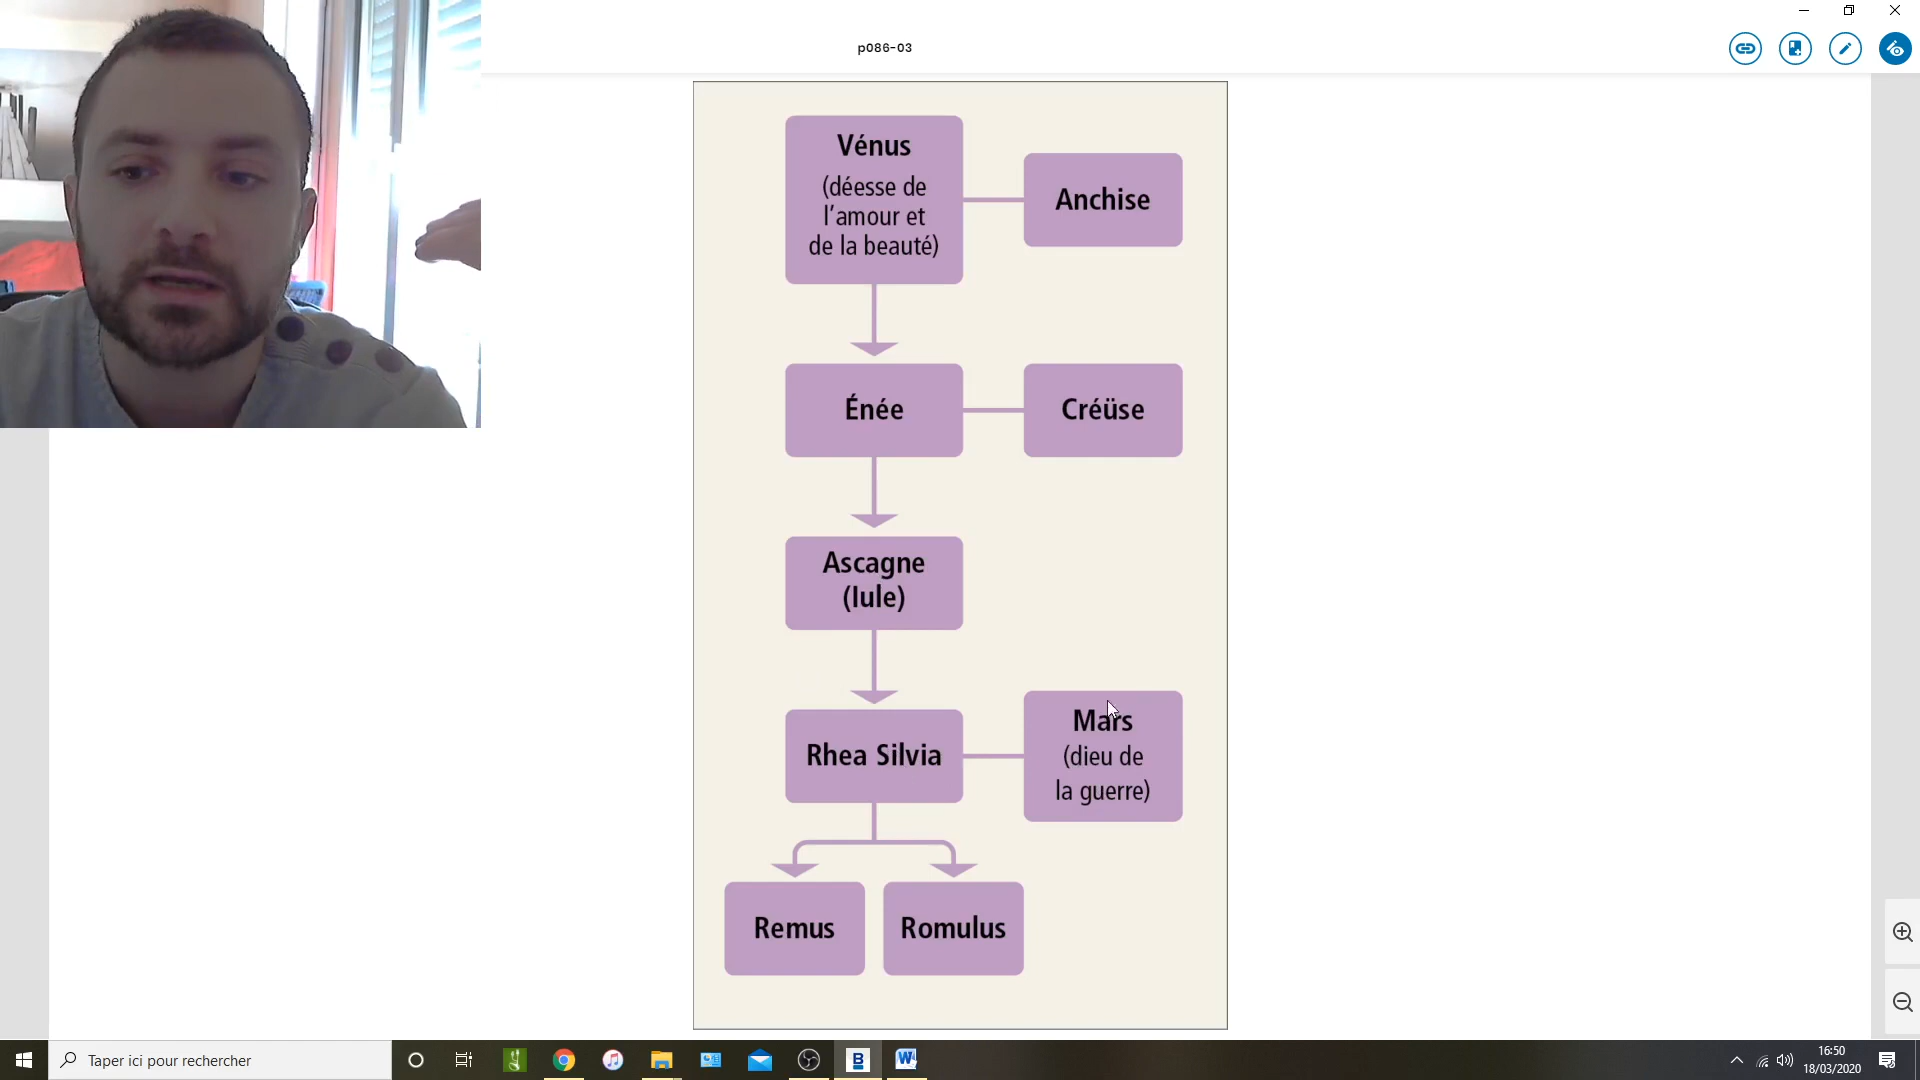 p086-03
Vénus
(déesse de
l'amour et
de la beauté)
Anchise
Énée
Créüse
Ascagne
(Iule)
Rhea Silvia
Mars
(dieu de
la guerre)
Remus
Romulus
Taper ici pour rechercher
16:50
18/03/2020